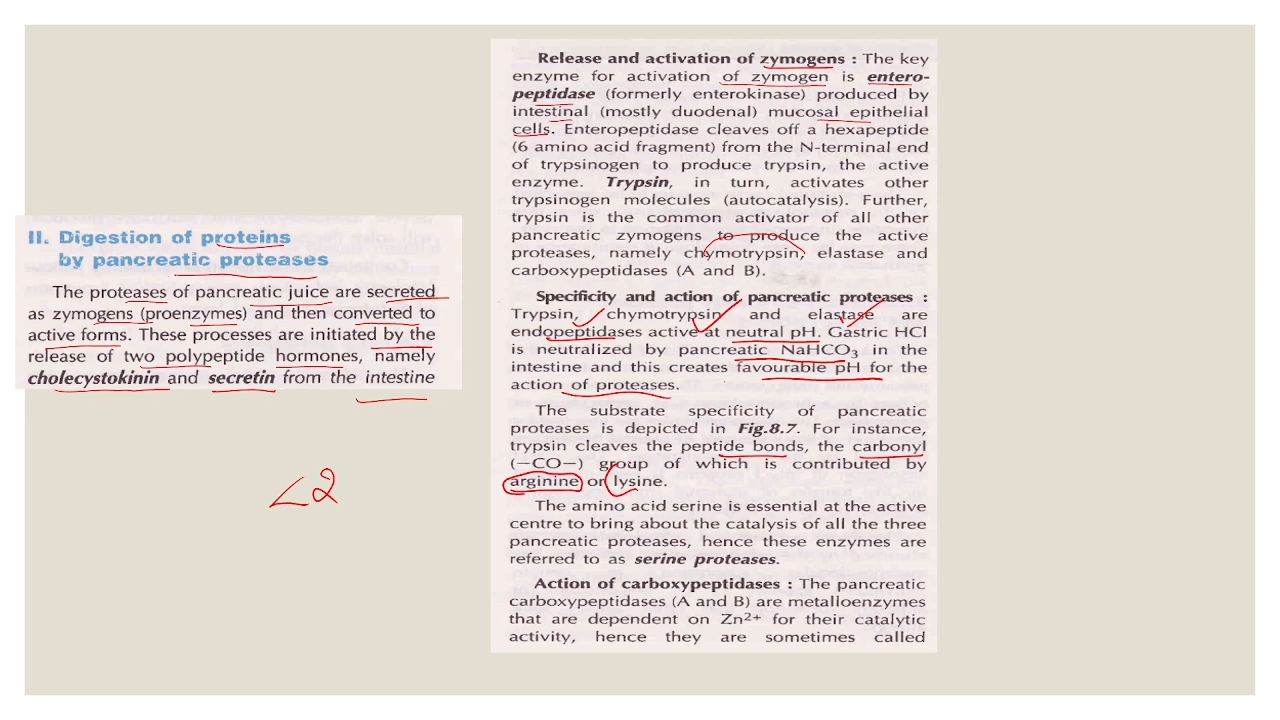 II. Digestion of proteins
by pancreatic proteases
The proteases of pancreatic juice are secreted
as zymogens (proenzymes) and then converted to
active forms. These processes are initiated by the
release of two polypeptide hormones, namely
cholecystokinin and secretin from the intestine
<2
Release and activation of zymogens : The key
enzyme for activation of zymogen is entero-
peptidase (formerly enterokinase) produced by
intestinal (mostly duodenal) mucosal epithelial
cells. Enteropeptidase cleaves off a hexapeptide
(6 amino acid fragment) from the N-terminal end
of trypsinogen to produce trypsin, the active
enzyme. Trypsin, in turn, activates other
trypsinogen molecules (autocatalysis). Further,
trypsin is the common activator of all other
pancreatic zymogens to produce the active
proteases, namely chymotrypsin, elastase and
carboxypeptidases (A and B).
Specificity and action of pancreatic proteases :
Trypsin, chymotrypsin and elastase are
endopeptidases active at neutral pH. Gastric HCl
is neutralized by pancreatic NaHCO₃ in the
intestine and this creates favourable pH for the
action of proteases.
The substrate specificity of pancreatic
proteases is depicted in Fig.8.7. For instance,
trypsin cleaves the peptide bonds, the carbonyl
(−CO−) group of which is contributed by
arginine or lysine.
The amino acid serine is essential at the active
centre to bring about the catalysis of all the three
pancreatic proteases, hence these enzymes are
referred to as serine proteases.
Action of carboxypeptidases : The pancreatic
carboxypeptidases (A and B) are metalloenzymes
that are dependent on Zn²⁺ for their catalytic
activity, hence they are sometimes called